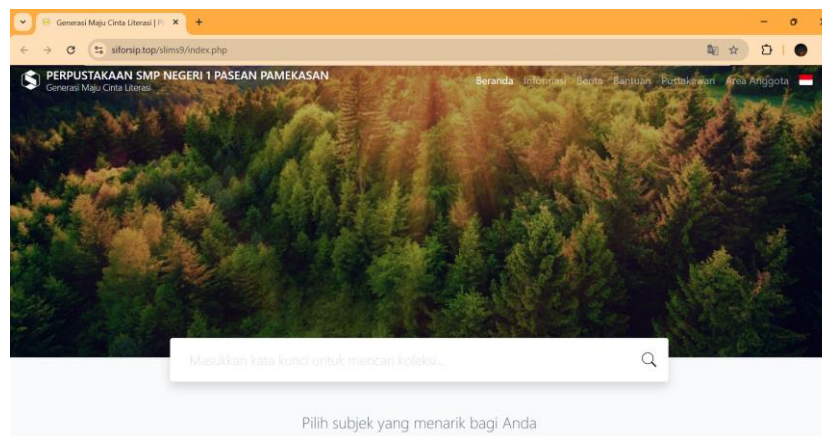 Generasi Maju Cinta Literasi | P
siforsip.top/slims9/index.php
PERPUSTAKAAN SMP NEGERI 1 PASEAN PAMEKASAN
Generasi Maju Cinta Literasi
Beranda Informasi Berita Bantuan Pustakawan Area Anggota
Masukkan kata kunci untuk mencari koleksi...
Pilih subjek yang menarik bagi Anda